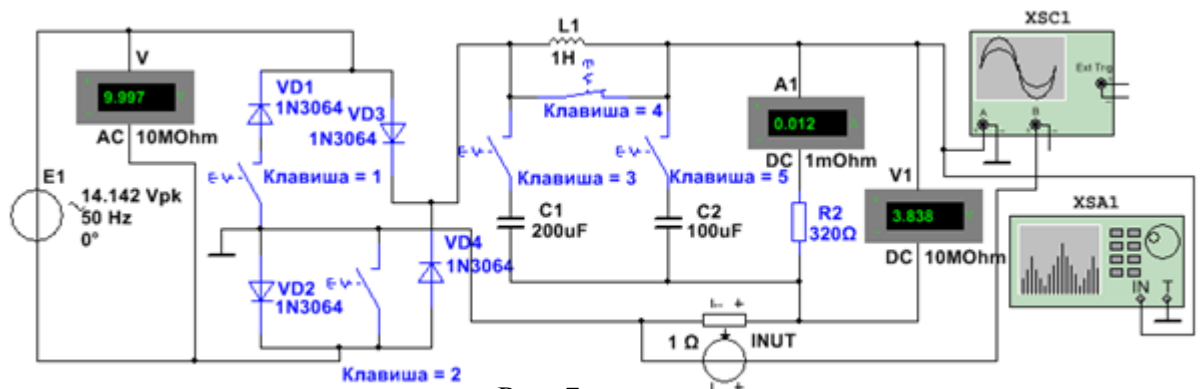 XSC1
L1
1H
V
9.997
AC 10MOhm
VD1
1N3064
VD3
1N3064
Клавиша = 4
A1
0.012
DC 1mOhm
Ext Trg
A
B
E1
14.142 Vpk
50 Hz
0°
Клавиша = 1
Клавиша = 3
Клавиша = 5
V1
3.838
DC 10MOhm
XSA1
IN T
C1
200uF
C2
100uF
R2
320Ω
VD4
1N3064
VD2
1N3064
1 Ω
INUT
Клавиша = 2